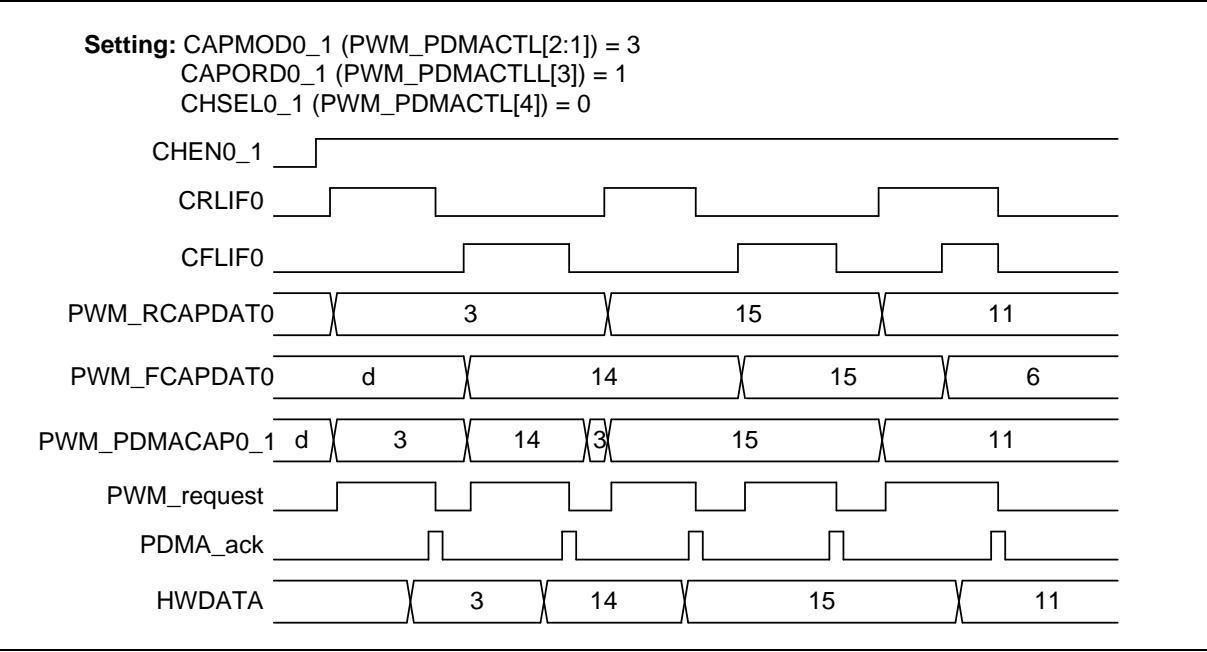 Setting: CAPMOD0_1 (PWM_PDMACTL[2:1]) = 3
CAPORD0_1 (PWM_PDMACTLL[3]) = 1
CHSEL0_1 (PWM_PDMACTL[4]) = 0
CHEN0_1
CRLIF0
CFLIF0
PWM_RCAPDAT0 3 15 11
PWM_FCAPDAT0 d 14 15 6
PWM_PDMACAP0_1 d 3 14 3 15 11
PWM_request
PDMA_ack
HWDATA 3 14 15 11